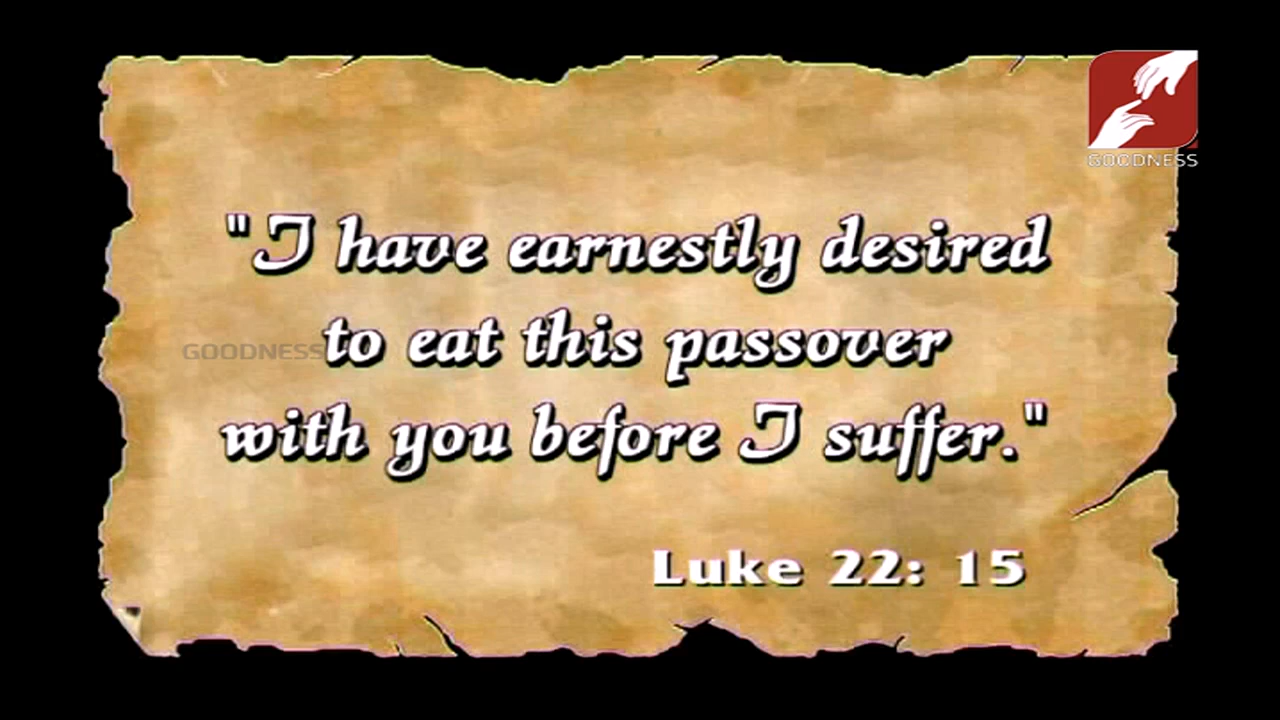 GOODNESS
"I have earnestly desired
GOODNESS
to eat this passover
with you before I suffer."
Luke 22: 15